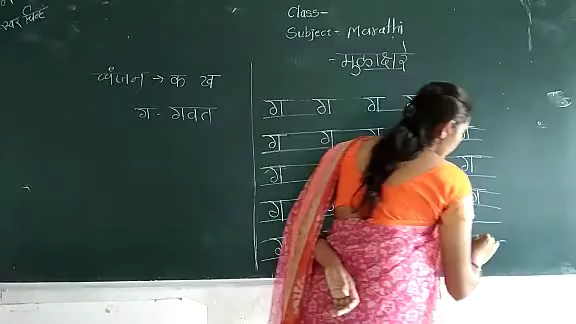 स्वर चिन्ह
Class-
Subject- Marathi
- मुळाक्षरे
व्यंजन → क ख
ग - गवत
ग ग ग
ग ग
ग ग
ग ग
ग